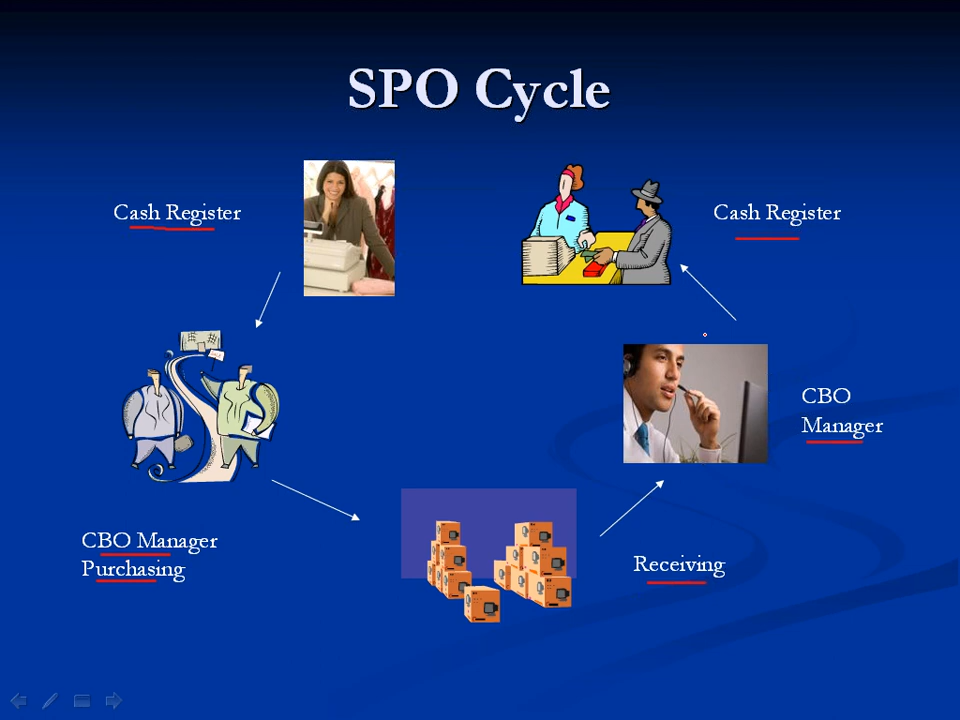 SPO Cycle
Cash Register
Cash Register
CBO
Manager
CBO Manager
Purchasing
Receiving